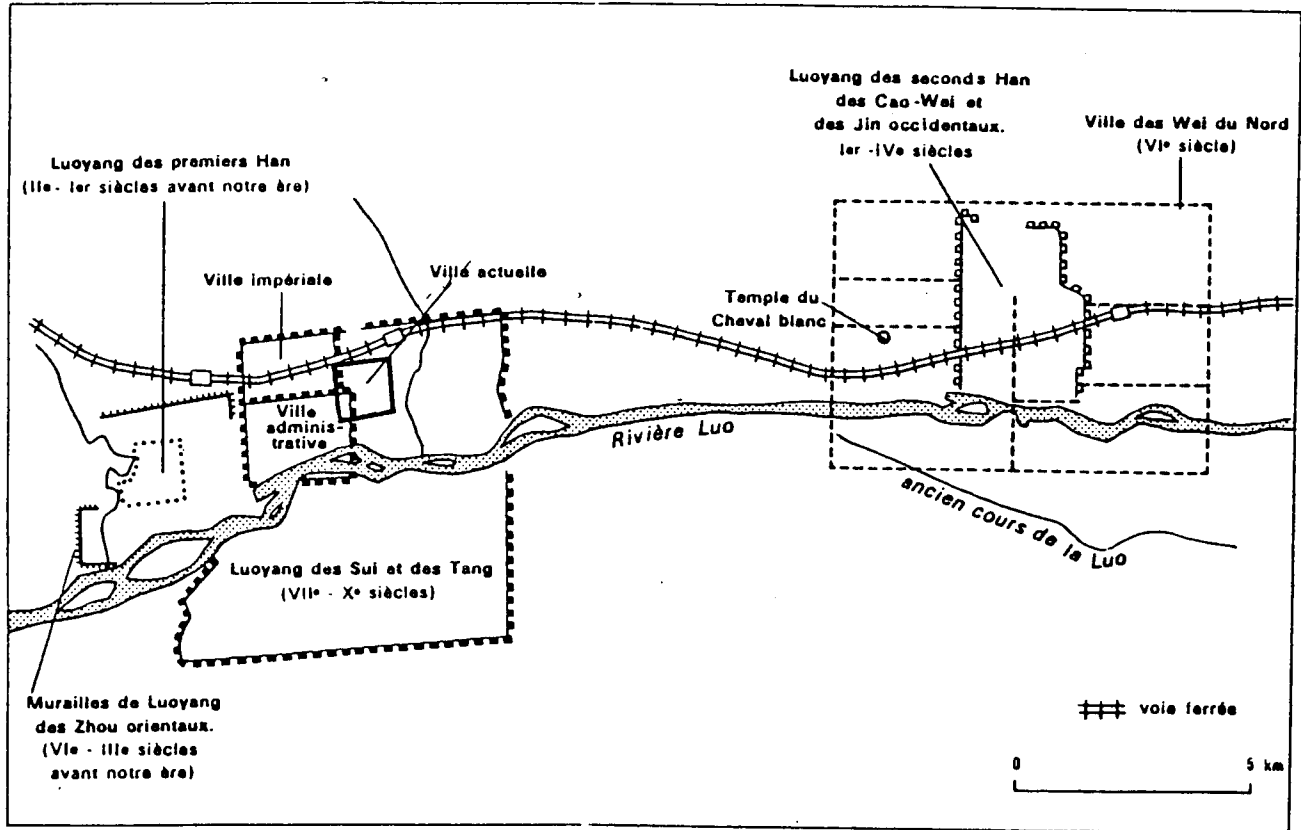 Luoyang des seconds Han
des Cao-Wei et
des Jin occidentaux.
Ier -IVe siècles
Ville des Wei du Nord
(VIe siècle)
Luoyang des premiers Han
(IIe- Ier siècles avant notre ère)
Ville impériale
Ville actuelle
Temple du
Cheval blanc
Ville
adminis-
trative
Rivière Luo
ancien cours de la Luo
Luoyang des Sui et des Tang
(VIIe - Xe siècles)
Murailles de Luoyang
des Zhou orientaux.
(VIe - IIIe siècles
avant notre ère)
voie ferrée
0 5 km